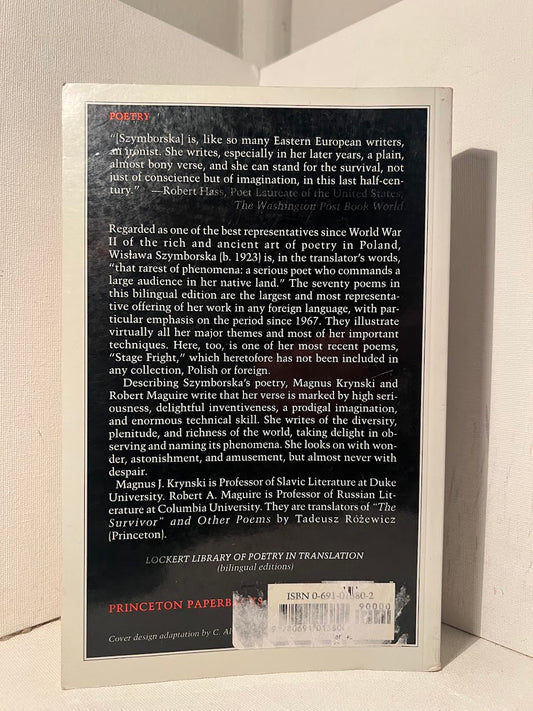 POETRY
"[Szymborska] is, like so many Eastern European writers,
an ironist. She writes, especially in her later years, a plain,
almost bony verse, and she can stand for the survival, not
just of conscience but of imagination, in this last half-cen-
tury." —Robert Hass, Poet Laureate of the United States,
The Washington Post Book World
Regarded as one of the best representatives since World War
II of the rich and ancient art of poetry in Poland,
Wisława Szymborska (b. 1923) is, in the translator's words,
"that rarest of phenomena: a serious poet who commands a
large audience in her native land." The seventy poems in
this bilingual edition are the largest and most representa-
tive offering of her work in any foreign language, with par-
ticular emphasis on the period since 1967. They illustrate
virtually all her major themes and most of her important
techniques. Here, too, is one of her most recent poems,
"Stage Fright," which heretofore has not been included in
any collection, Polish or foreign.
Describing Szymborska's poetry, Magnus Krynski and
Robert Maguire write that her verse is marked by high seri-
ousness, delightful inventiveness, a prodigal imagination,
and enormous technical skill. She writes of the diversity,
plenitude, and richness of the world, taking delight in ob-
serving and naming its phenomena. She looks on with won-
der, astonishment, and amusement, but almost never with
despair.
Magnus J. Krynski is Professor of Slavic Literature at Duke
University. Robert A. Maguire is Professor of Russian Lit-
erature at Columbia University. They are translators of "The
Survivor" and Other Poems by Tadeusz Różewicz
(Princeton).
LOCKERT LIBRARY OF POETRY IN TRANSLATION
(bilingual editions)
ISBN 0-691-01380-2
90000
PRINCETON
Cover design adaptation by C.